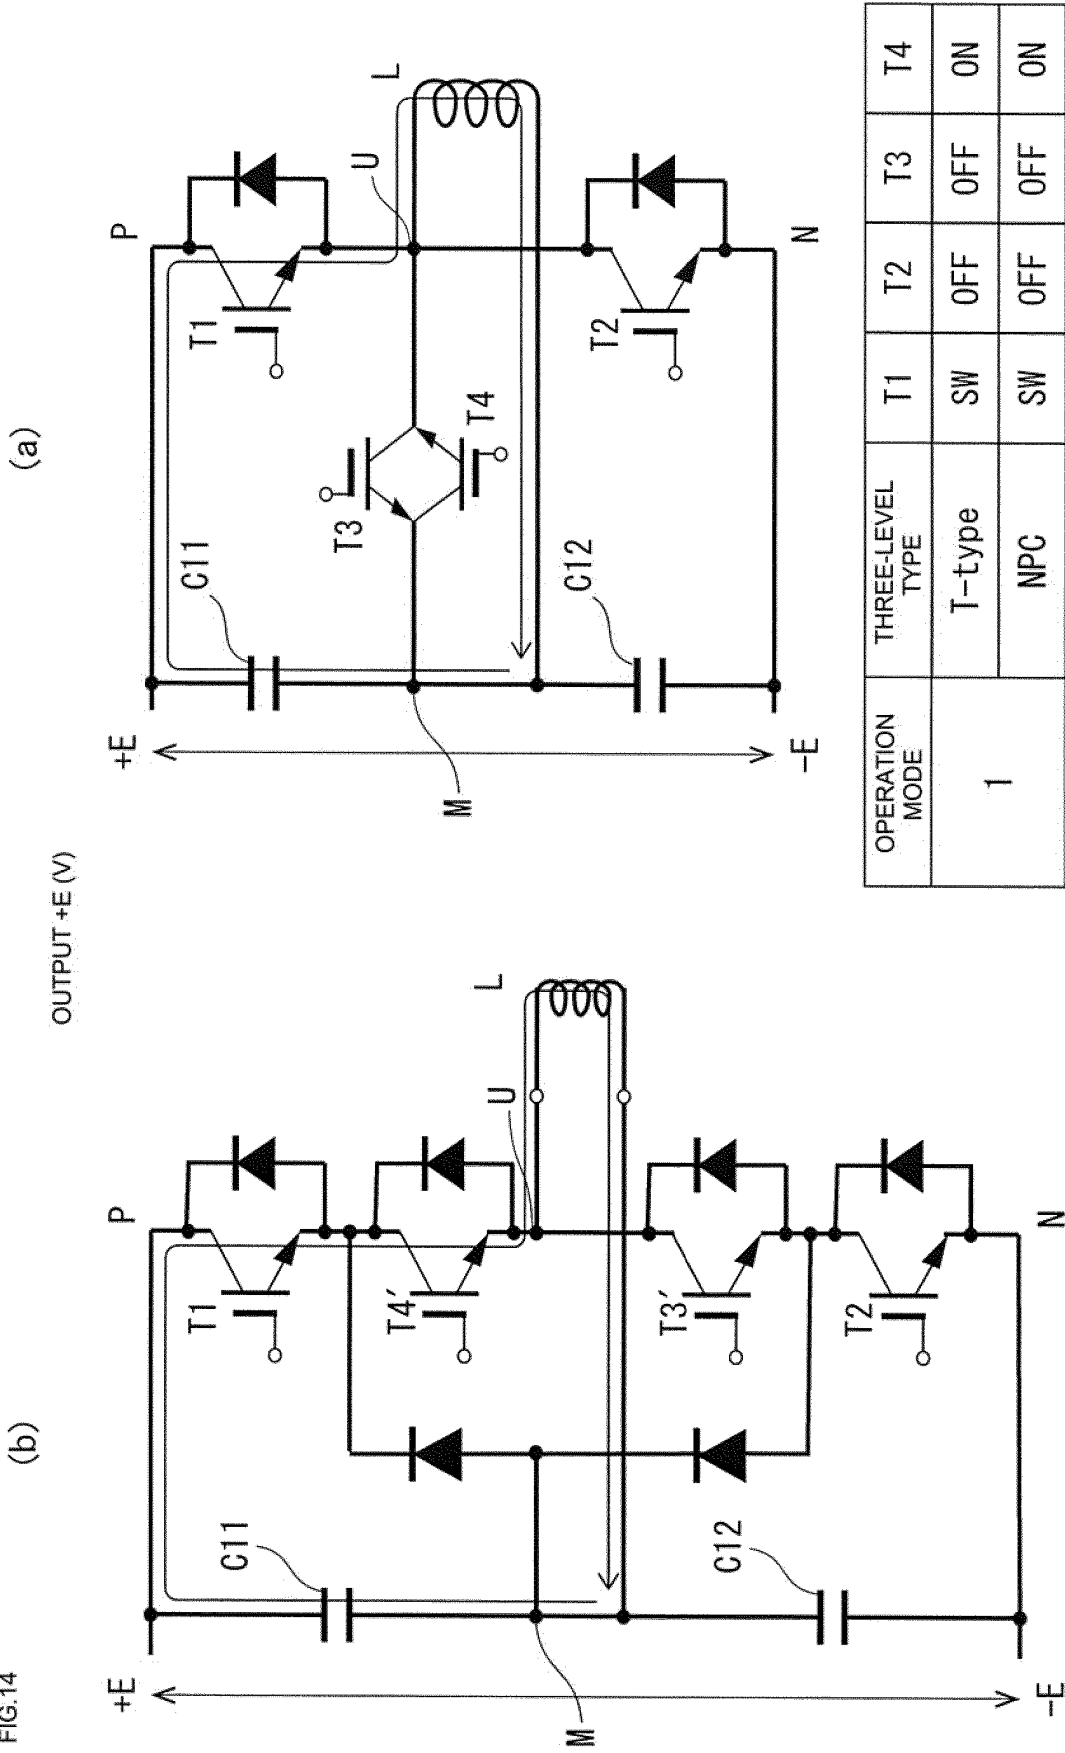 FIG.14
OUTPUT +E (V)
(a)
+E
−E
M
C11
C12
T3
T4
T1
T2
P
U
N
L
(b)
+E
−E
M
C11
C12
T1
T4′
T3′
T2
P
U
N
L
OPERATION MODE THREE-LEVEL TYPE T1 T2 T3 T4
1 T-type SW OFF OFF ON
NPC SW OFF OFF ON